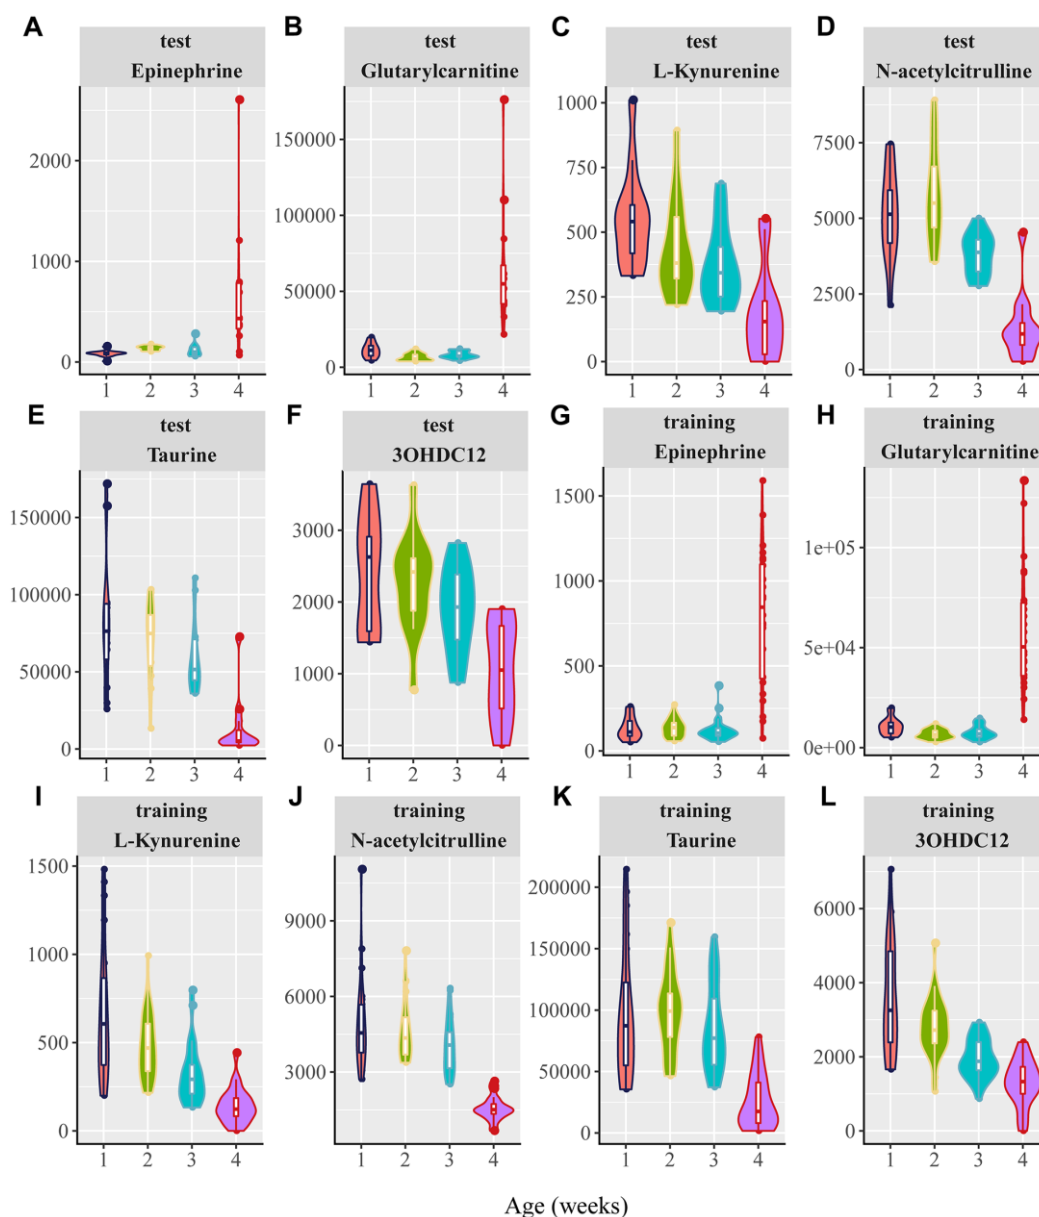 A
test
Epinephrine
2000
1000
0
1 2 3 4
B
test
Glutarylcarnitine
150000
100000
50000
0
1 2 3 4
C
test
L-Kynurenine
1000
750
500
250
0
1 2 3 4
D
test
N-acetylcitrulline
7500
5000
2500
0
1 2 3 4
E
test
Taurine
150000
100000
50000
0
1 2 3 4
F
test
3OHDC12
3000
2000
1000
0
1 2 3 4
G
training
Epinephrine
1500
1000
500
0
1 2 3 4
H
training
Glutarylcarnitine
1e+05
5e+04
0e+00
1 2 3 4
I
training
L-Kynurenine
1500
1000
500
0
1 2 3 4
J
training
N-acetylcitrulline
9000
6000
3000
1 2 3 4
K
training
Taurine
200000
150000
100000
50000
0
1 2 3 4
L
training
3OHDC12
6000
4000
2000
0
1 2 3 4
Age (weeks)